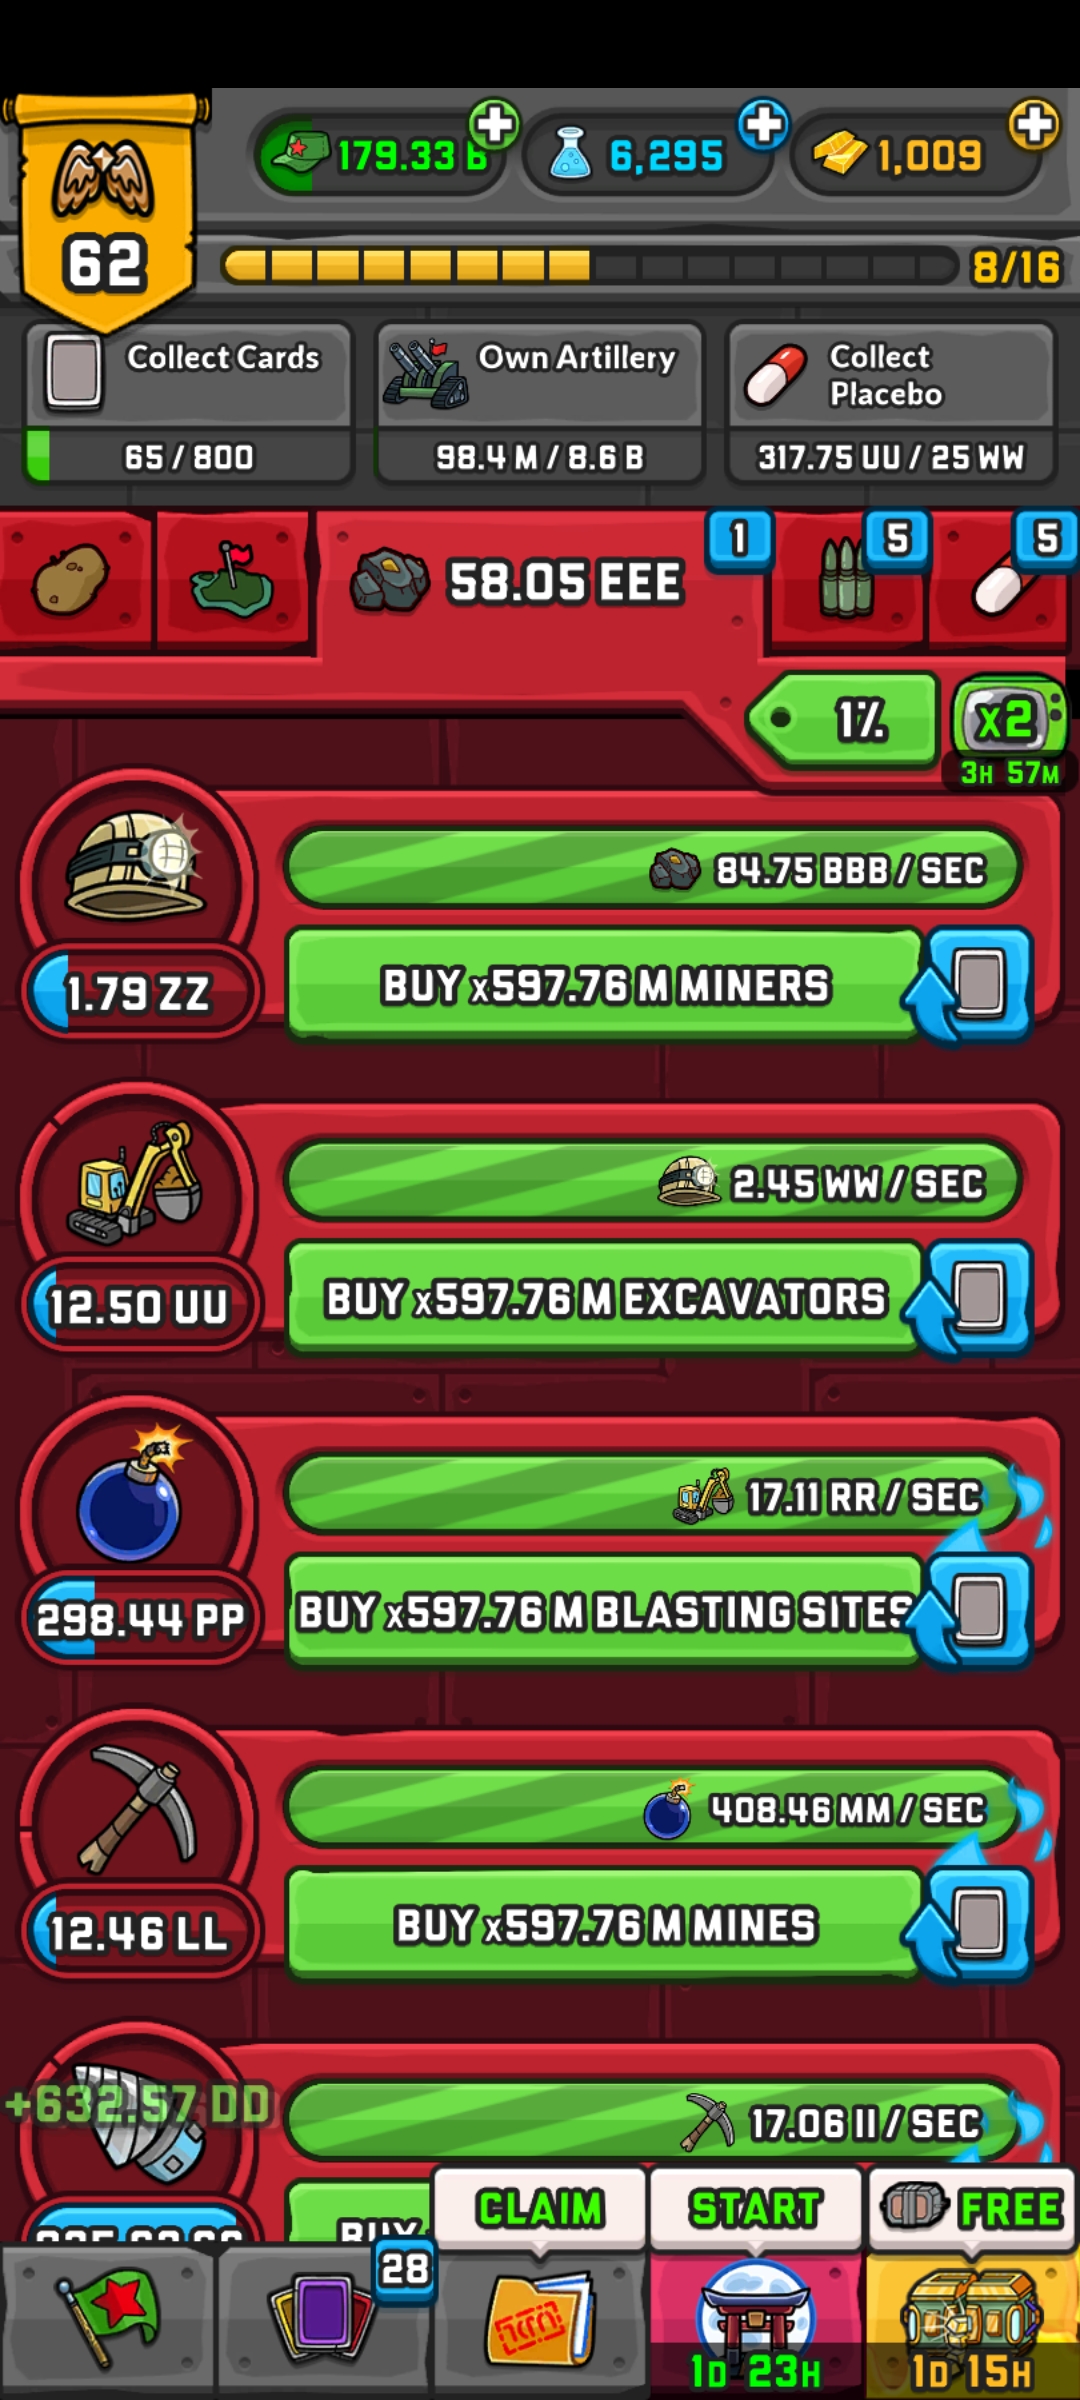 62
179.33 B
6,295
1,009
8/16
Collect Cards
65 / 800
Own Artillery
98.4 M / 8.6 B
Collect
Placebo
317.75 UU / 25 WW
58.05 EEE
1
5
5
1%
x2
3H 57M
84.75 BBB / SEC
1.79 ZZ
BUY x597.76 M MINERS
2.45 WW / SEC
12.50 UU
BUY x597.76 M EXCAVATORS
17.11 RR / SEC
298.44 PP
BUY x597.76 M BLASTING SITES
408.46 MM / SEC
12.46 LL
BUY x597.76 M MINES
+632.57 DD
17.06 II / SEC
BUY
CLAIM
START
FREE
28
1D 23H
1D 15H